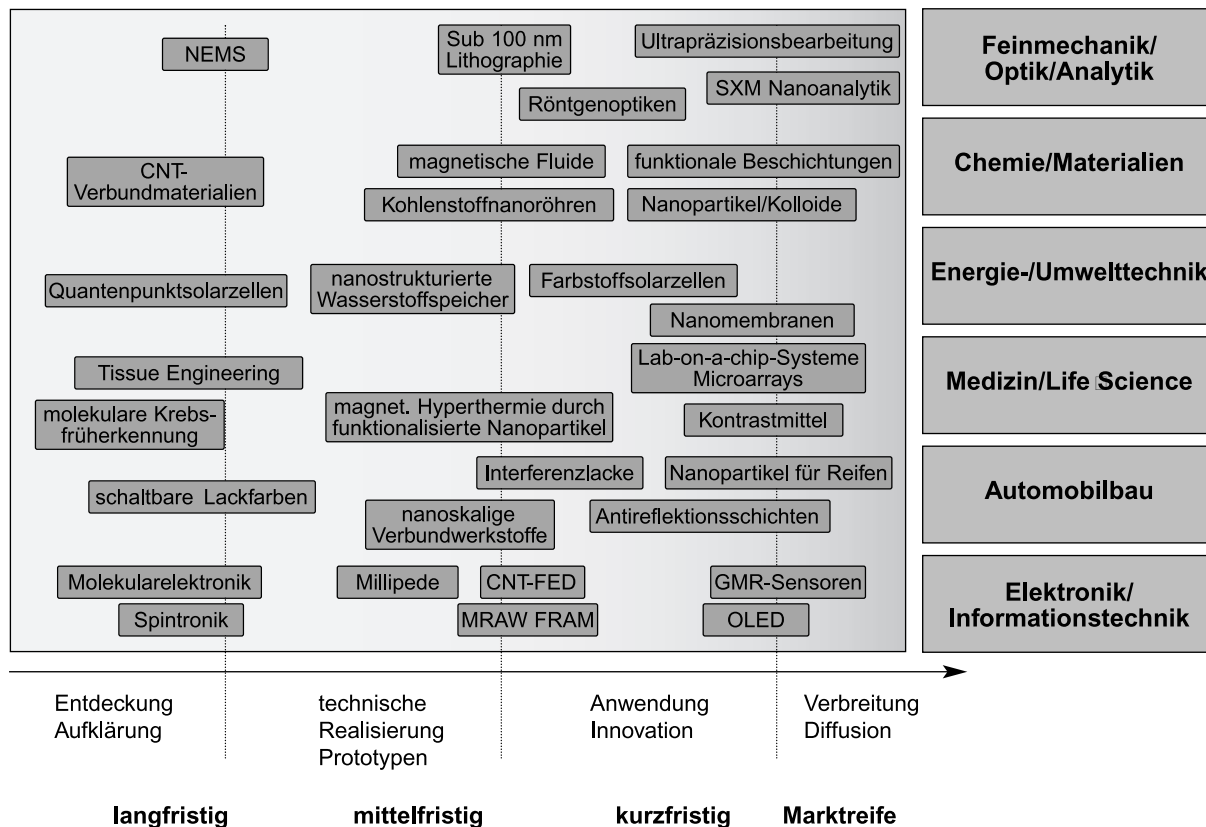 NEMS
Sub 100 nm
Lithographie
Ultrapräzisionsbearbeitung
SXM Nanoanalytik
Röntgenoptiken
Feinmechanik/
Optik/Analytik
CNT-
Verbundmaterialien
magnetische Fluide
funktionale Beschichtungen
Kohlenstoffnanoröhren
Nanopartikel/Kolloide
Chemie/Materialien
Quantenpunktsolarzellen
nanostrukturierte
Wasserstoffspeicher
Farbstoffsolarzellen
Nanomembranen
Energie-/Umwelttechnik
Tissue Engineering
Lab-on-a-chip-Systeme
Microarrays
molekulare Krebs-
früherkennung
magnet. Hyperthermie durch
funktionalisierte Nanopartikel
Kontrastmittel
Medizin/Life Science
schaltbare Lackfarben
Interferenzlacke
Nanopartikel für Reifen
nanoskalige
Verbundwerkstoffe
Antireflektionsschichten
Automobilbau
Molekularelektronik
Millipede
CNT-FED
GMR-Sensoren
Spintronik
MRAW FRAM
OLED
Elektronik/
Informationstechnik
Entdeckung
Aufklärung
technische
Realisierung
Prototypen
Anwendung
Innovation
Verbreitung
Diffusion
langfristig
mittelfristig
kurzfristig
Marktreife